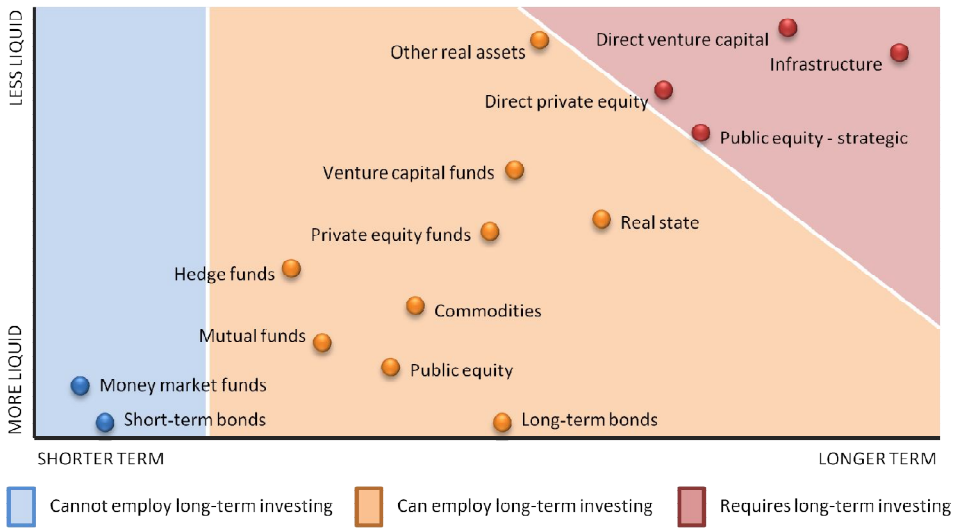 LESS LIQUID
MORE LIQUID
Other real assets
Direct venture capital
Infrastructure
Direct private equity
Public equity - strategic
Venture capital funds
Real state
Private equity funds
Hedge funds
Commodities
Mutual funds
Public equity
Money market funds
Short-term bonds
Long-term bonds
SHORTER TERM
LONGER TERM
Cannot employ long-term investing
Can employ long-term investing
Requires long-term investing